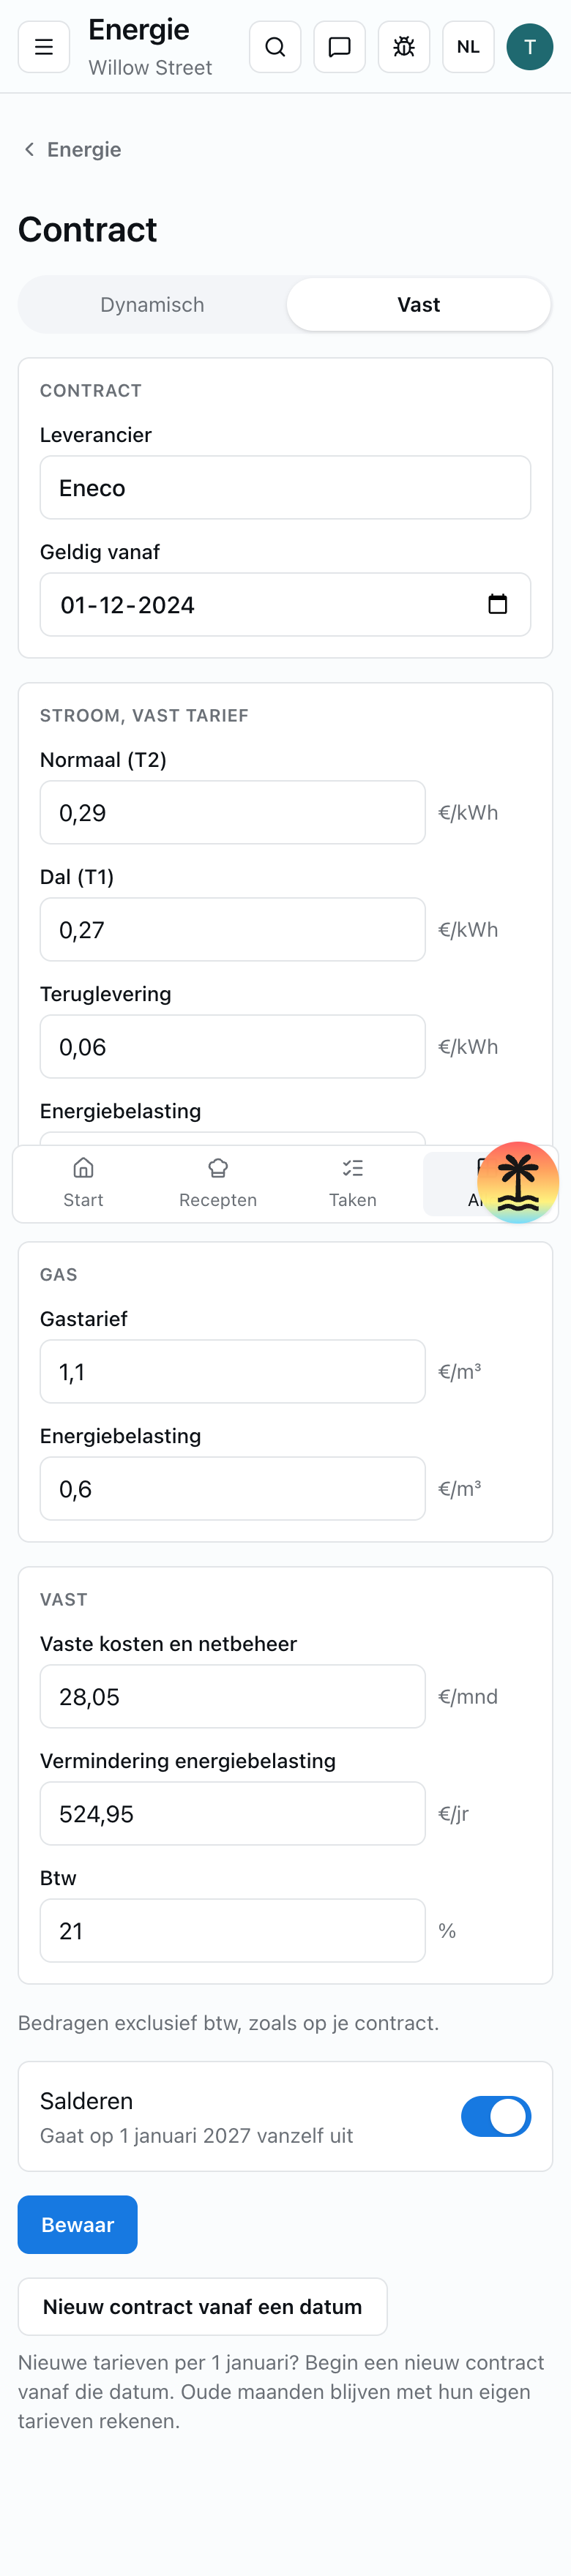 Energie
Willow Street
NL
T
Energie
Contract
Dynamisch
Vast
CONTRACT
Leverancier
Eneco
Geldig vanaf
01-12-2024
STROOM, VAST TARIEF
Normaal (T2)
0,29 €/kWh
Dal (T1)
0,27 €/kWh
Teruglevering
0,06 €/kWh
Energiebelasting
Start
Recepten
Taken
GAS
Gastarief
1,1 €/m³
Energiebelasting
0,6 €/m³
VAST
Vaste kosten en netbeheer
28,05 €/mnd
Vermindering energiebelasting
524,95 €/jr
Btw
21 %
Bedragen exclusief btw, zoals op je contract.
Salderen
Gaat op 1 januari 2027 vanzelf uit
Bewaar
Nieuw contract vanaf een datum
Nieuwe tarieven per 1 januari? Begin een nieuw contract
vanaf die datum. Oude maanden blijven met hun eigen
tarieven rekenen.